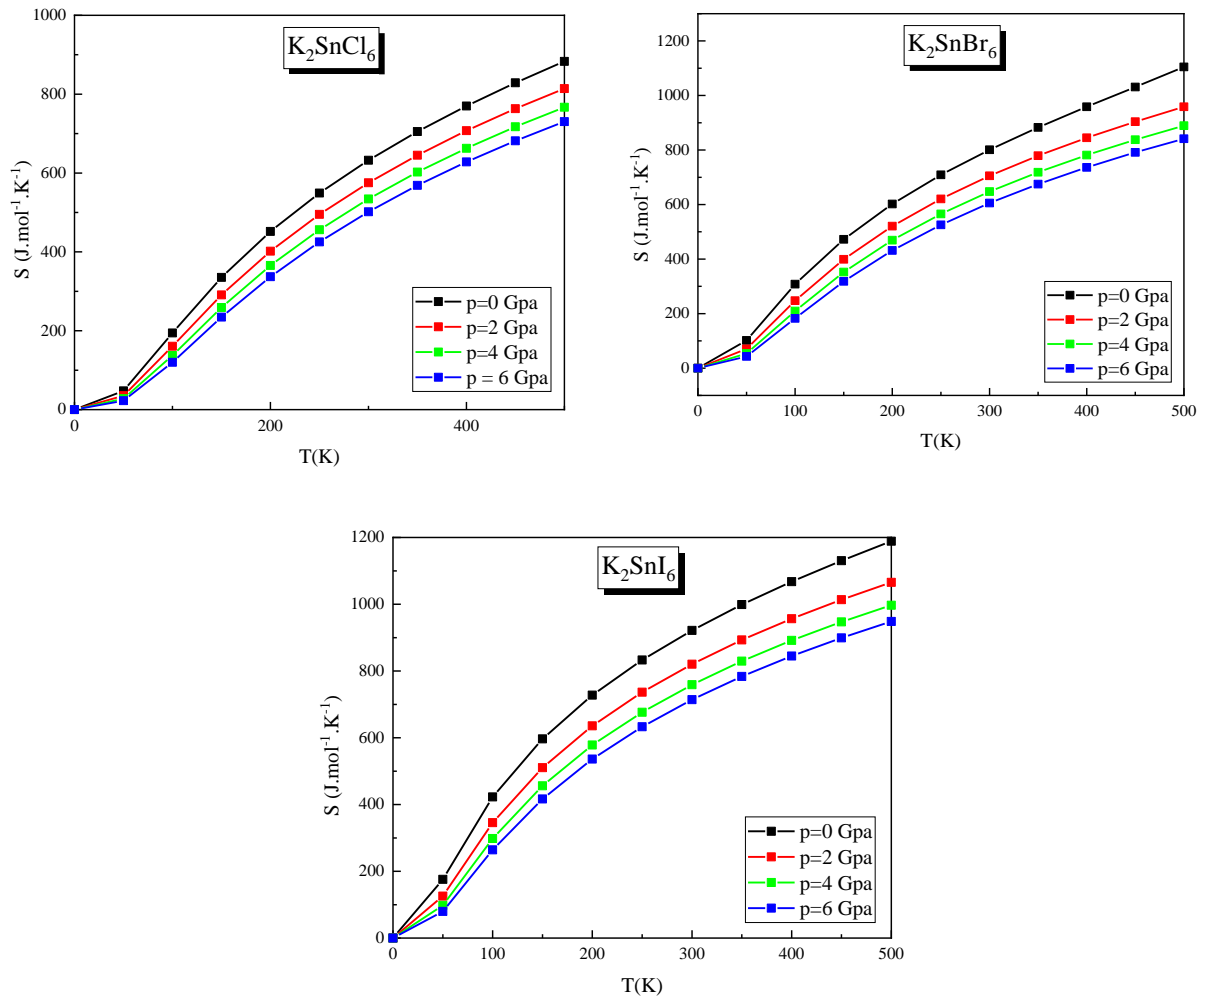 K₂SnCl₆
1000
800
600
400
200
0
S (J.mol⁻¹.K⁻¹)
p=0 Gpa
p=2 Gpa
p=4 Gpa
p = 6 Gpa
0
200
400
T(K)
K₂SnBr₆
1200
1000
800
600
400
200
0
S (J.mol⁻¹.K⁻¹)
p=0 Gpa
p=2 Gpa
p=4 Gpa
p=6 Gpa
0
100
200
300
400
500
T(K)
K₂SnI₆
1200
1000
800
600
400
200
0
S (J.mol⁻¹.K⁻¹)
p=0 Gpa
p=2 Gpa
p=4 Gpa
p=6 Gpa
0
100
200
300
400
500
T(K)